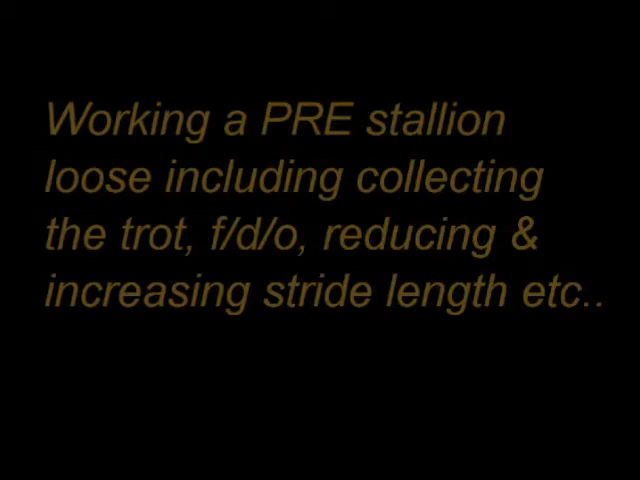 Working a PRE stallion
loose including collecting
the trot, f/d/o, reducing &
increasing stride length etc..